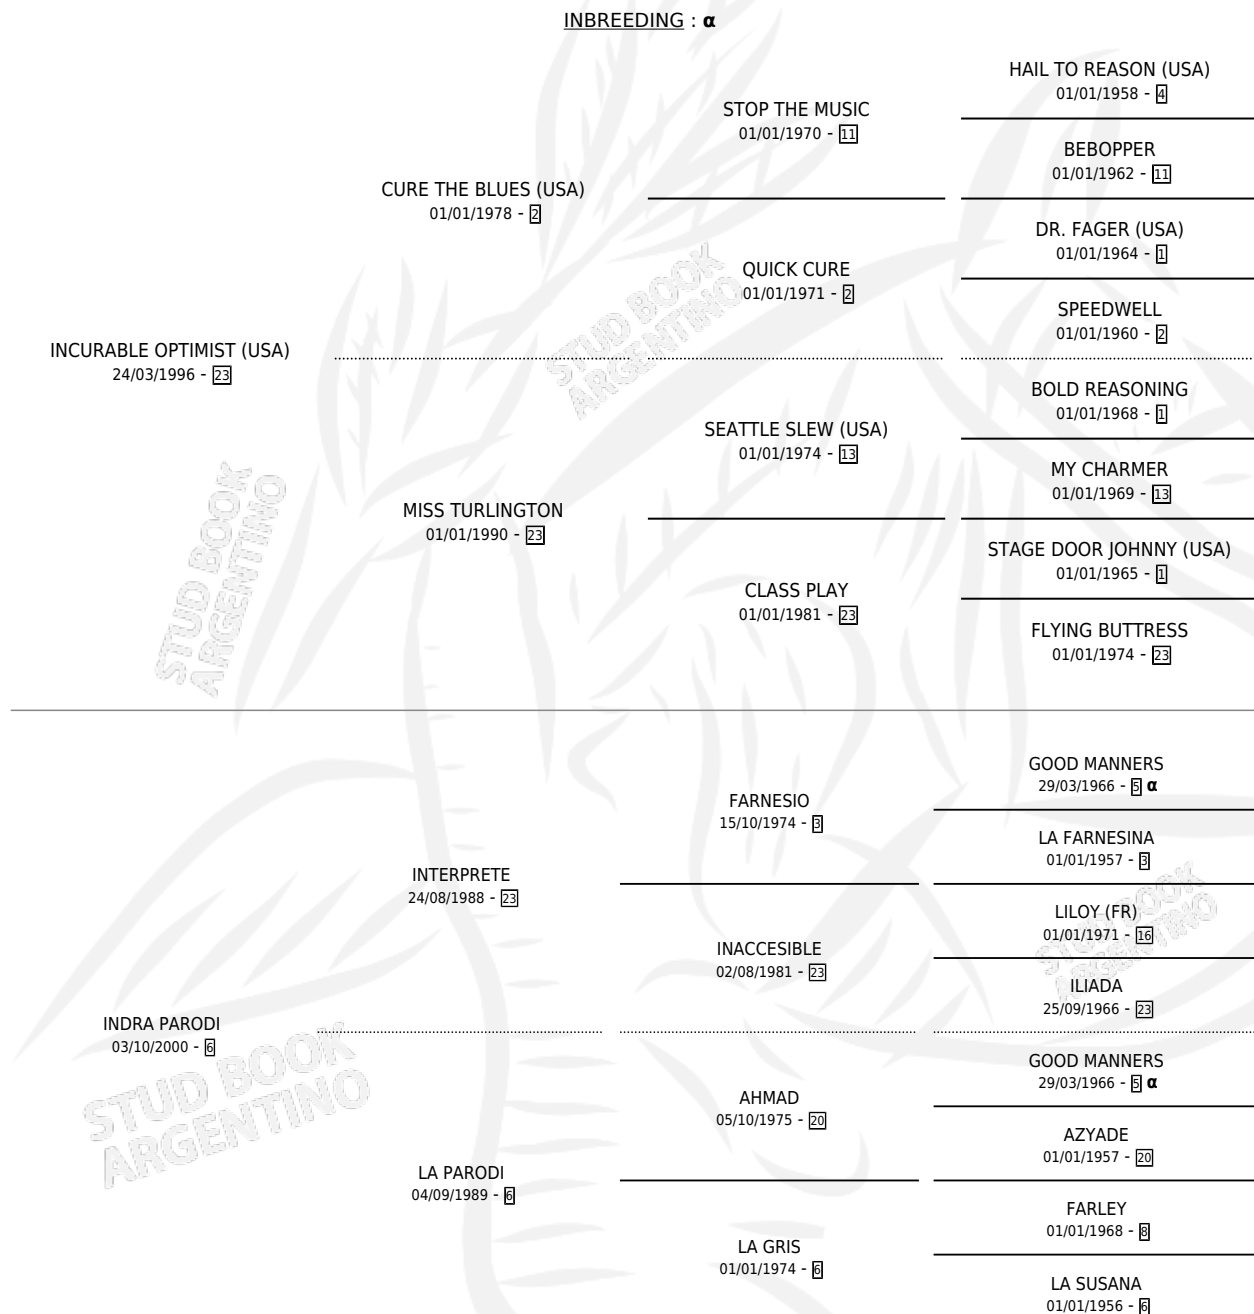 INBREEDING : α
HAIL TO REASON (USA)
01/01/1958 - 4
STOP THE MUSIC
01/01/1970 - 11
BEBOPPER
01/01/1962 - 11
CURE THE BLUES (USA)
01/01/1978 - 2
DR. FAGER (USA)
01/01/1964 - 1
QUICK CURE
01/01/1971 - 2
SPEEDWELL
01/01/1960 - 2
INCURABLE OPTIMIST (USA)
24/03/1996 - 23
BOLD REASONING
01/01/1968 - 1
SEATTLE SLEW (USA)
01/01/1974 - 13
MY CHARMER
01/01/1969 - 13
MISS TURLINGTON
01/01/1990 - 23
STAGE DOOR JOHNNY (USA)
01/01/1965 - 1
CLASS PLAY
01/01/1981 - 23
FLYING BUTTRESS
01/01/1974 - 23
GOOD MANNERS
29/03/1966 - 5 α
FARNESIO
15/10/1974 - 3
LA FARNESINA
01/01/1957 - 3
INTERPRETE
24/08/1988 - 23
LILOY (FR)
01/01/1971 - 16
INACCESIBLE
02/08/1981 - 23
ILIADA
25/09/1966 - 23
INDRA PARODI
03/10/2000 - 6
GOOD MANNERS
29/03/1966 - 5 α
AHMAD
05/10/1975 - 20
AZYADE
01/01/1957 - 20
LA PARODI
04/09/1989 - 6
FARLEY
01/01/1968 - 8
LA GRIS
01/01/1974 - 6
LA SUSANA
01/01/1956 - 6
STUD BOOK
ARGENTINO
STUD BOOK
ARGENTINO
STUD BOOK
ARGENTINO
STUD BOOK
ARGENTINO